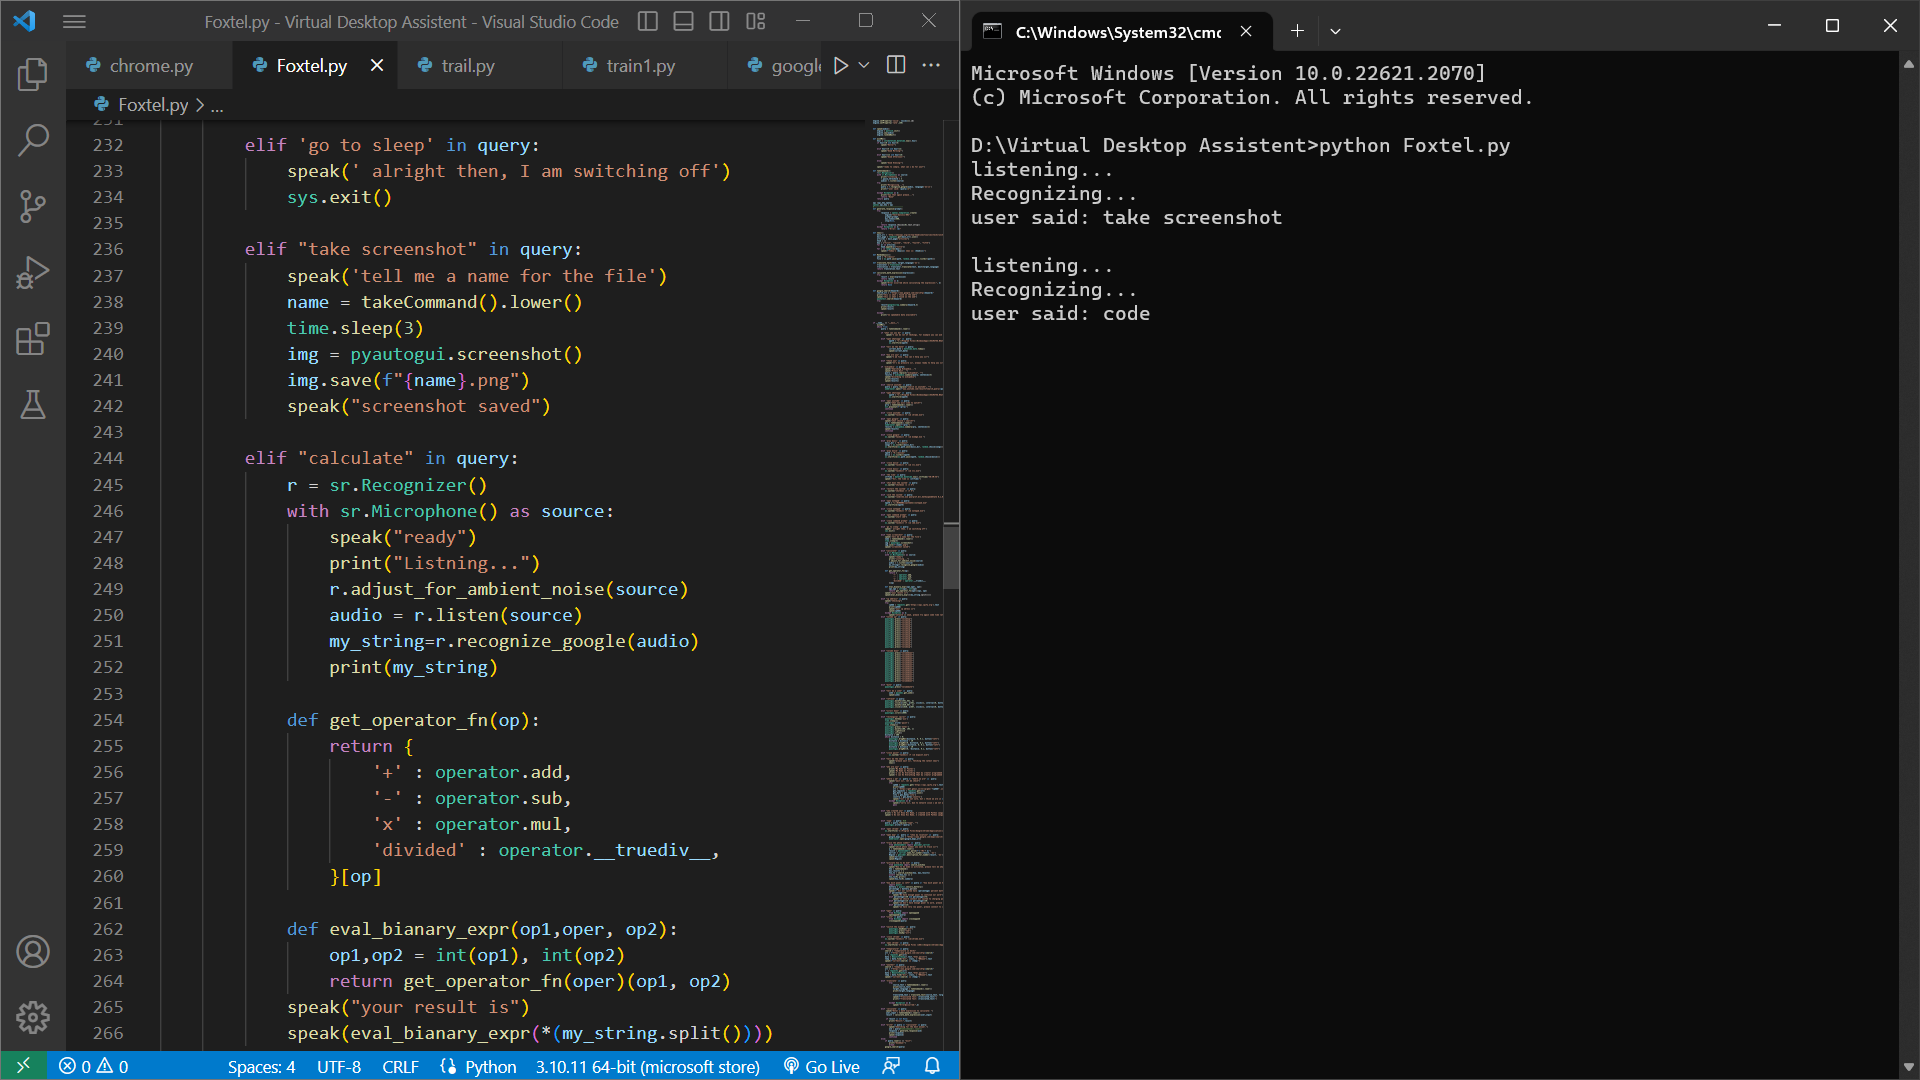 Foxtel.py - Virtual Desktop Assistent - Visual Studio Code
chrome.py
Foxtel.py
trail.py
train1.py
googl
Foxtel.py > ...
231
232 elif 'go to sleep' in query:
233 speak(' alright then, I am switching off')
234 sys.exit()
235
236 elif "take screenshot" in query:
237 speak('tell me a name for the file')
238 name = takeCommand().lower()
239 time.sleep(3)
240 img = pyautogui.screenshot()
241 img.save(f"{name}.png")
242 speak("screenshot saved")
243
244 elif "calculate" in query:
245 r = sr.Recognizer()
246 with sr.Microphone() as source:
247 speak("ready")
248 print("Listning...")
249 r.adjust_for_ambient_noise(source)
250 audio = r.listen(source)
251 my_string=r.recognize_google(audio)
252 print(my_string)
253
254 def get_operator_fn(op):
255 return {
256 '+' : operator.add,
257 '-' : operator.sub,
258 'x' : operator.mul,
259 'divided' : operator.__truediv__,
260 }[op]
261
262 def eval_bianary_expr(op1,oper, op2):
263 op1,op2 = int(op1), int(op2)
264 return get_operator_fn(oper)(op1, op2)
265 speak("your result is")
266 speak(eval_bianary_expr(*(my_string.split())))
0 0
Spaces: 4
UTF-8
CRLF
Python
3.10.11 64-bit (microsoft store)
Go Live
C:\Windows\System32\cmd
Microsoft Windows [Version 10.0.22621.2070]
(c) Microsoft Corporation. All rights reserved.
D:\Virtual Desktop Assistent>python Foxtel.py
listening...
Recognizing...
user said: take screenshot
listening...
Recognizing...
user said: code